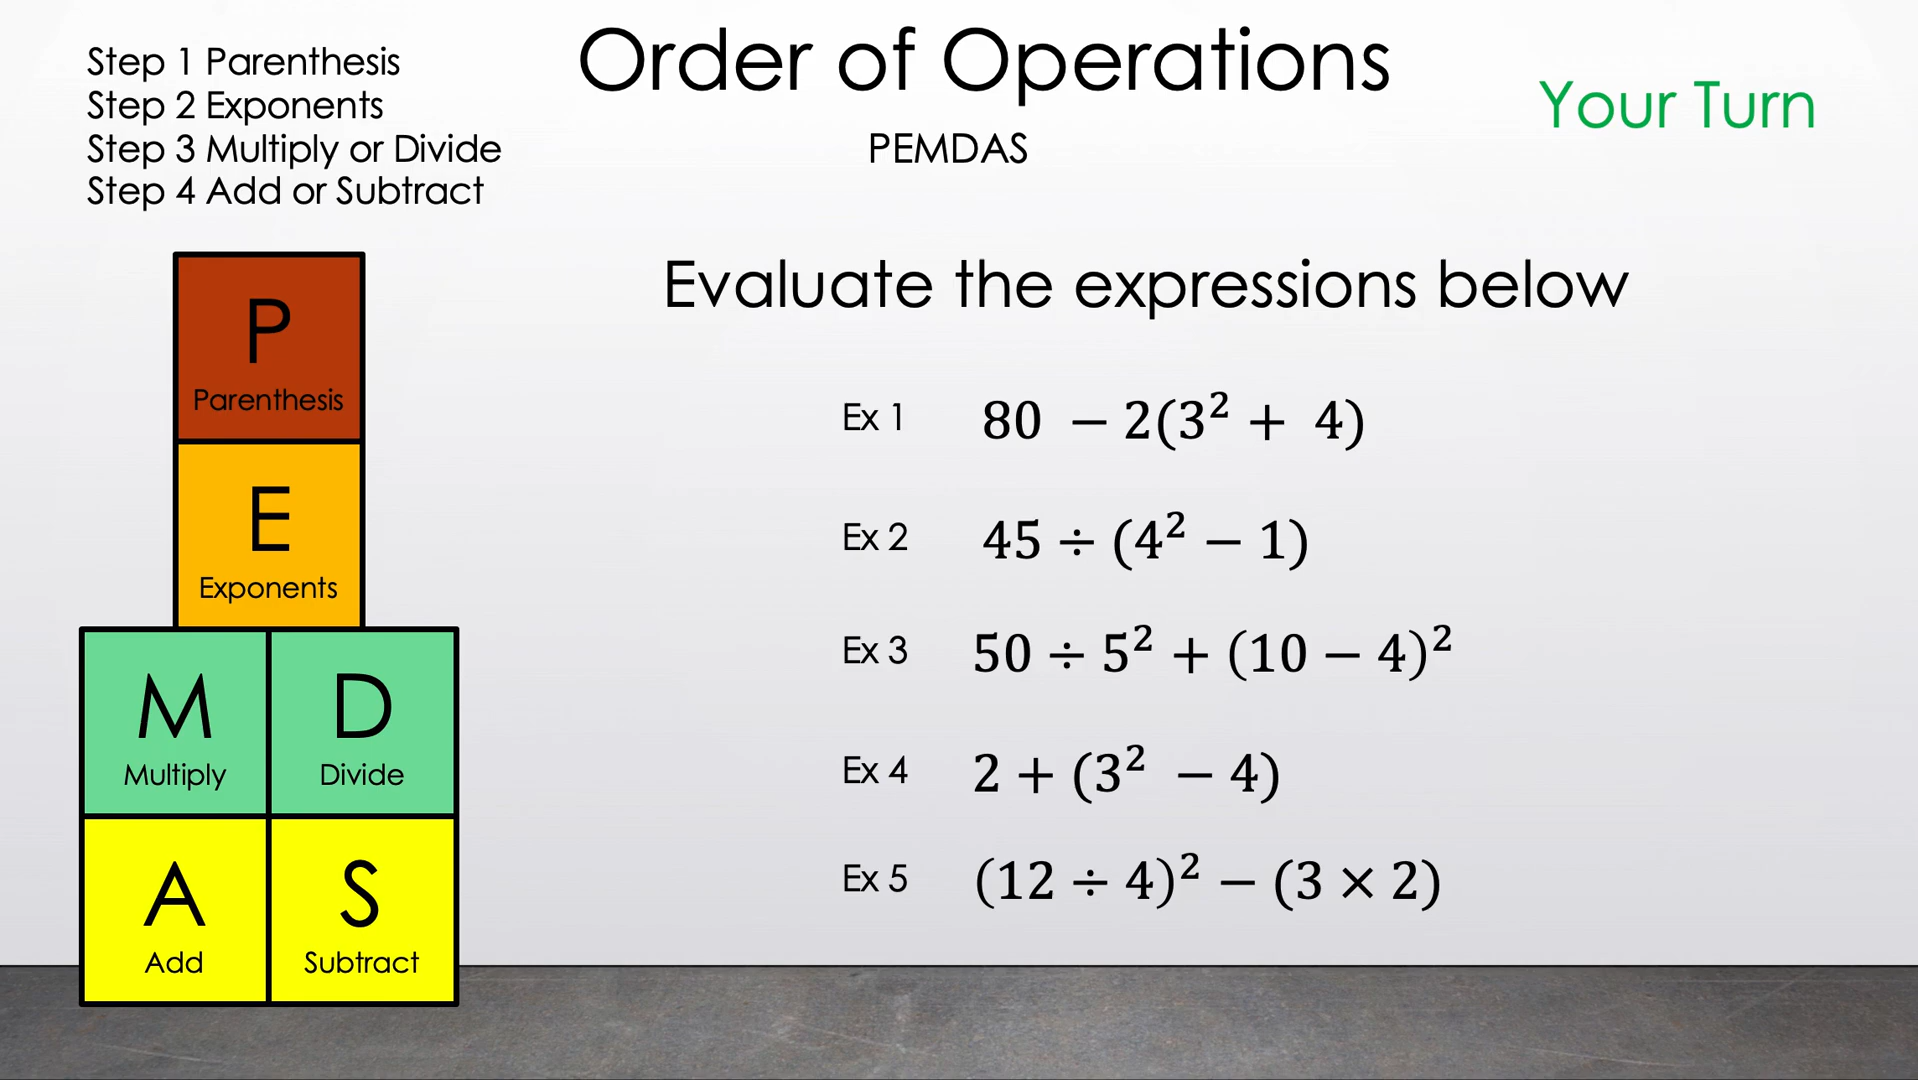 Step 1 Parenthesis
Step 2 Exponents
Step 3 Multiply or Divide
Step 4 Add or Subtract
Order of Operations
PEMDAS
Your Turn
P
Parenthesis
E
Exponents
M D
Multiply Divide
A S
Add Subtract
Evaluate the expressions below
Ex 1 80 − 2(3² + 4)
Ex 2 45 ÷ (4² − 1)
Ex 3 50 ÷ 5² + (10 − 4)²
Ex 4 2 + (3² − 4)
Ex 5 (12 ÷ 4)² − (3 × 2)